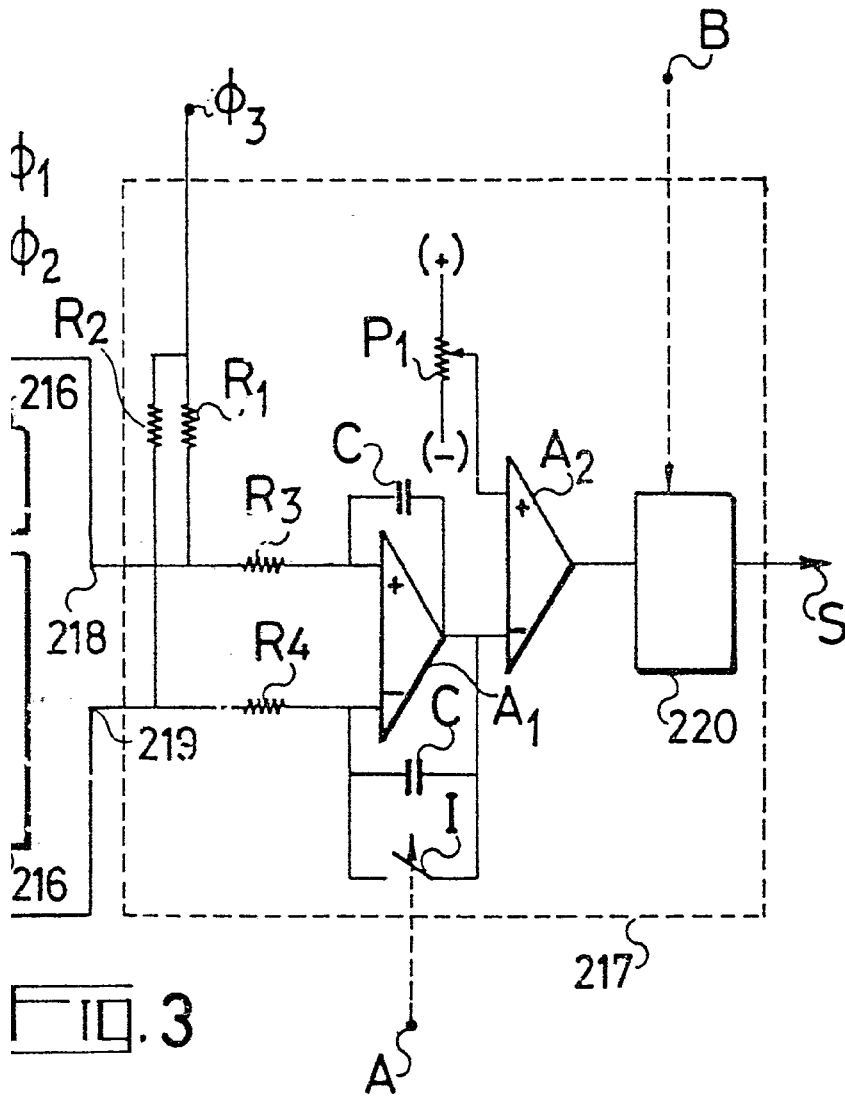 B
ϕ3
ϕ1
ϕ2
(+)
R2
P1
R1
216
C
(-)
A2
R3
+
+
218
S
R4
-
-
C
A1
220
219
I
216
217
Fig. 3
A